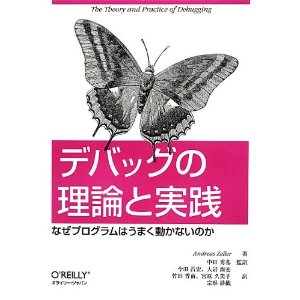 The Theory and Practice of Debugging
デバッグの
理論と実践
なぜプログラムはうまく動かないのか
Andreas Zeller 著
中田 秀基 監訳
今田 昌宏、大岩 尚宏
竹田 香苗、宮原 久美子
宗形 紗織 訳
O'REILLY®
オライリー・ジャパン